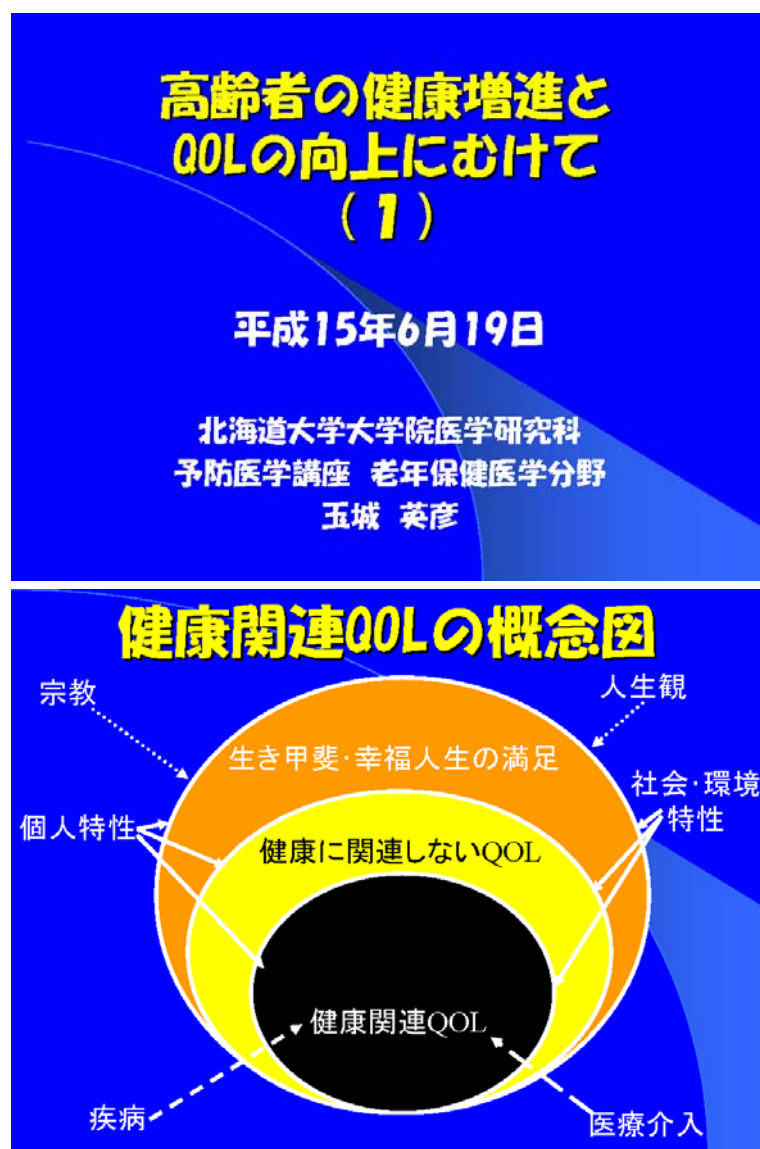 高齢者の健康増進と
QOLの向上にむけて
(1)
平成15年6月19日
北海道大学大学院医学研究科
予防医学講座 老年保健医学分野
玉城 英彦
健康関連QOLの概念図
宗教
人生観
生き甲斐・幸福人生の満足
社会・環境
特性
個人特性
健康に関連しないQOL
健康関連QOL
疾病
医療介入